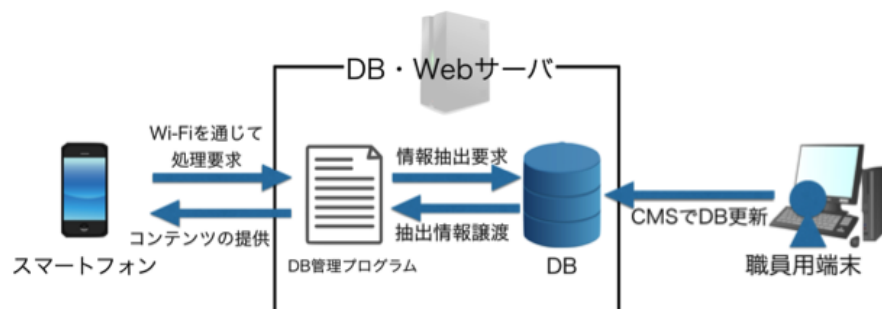 DB・Webサーバ
Wi-Fiを通じて
処理要求
情報抽出要求
コンテンツの提供
抽出情報譲渡
CMSでDB更新
スマートフォン
DB管理プログラム
DB
職員用端末